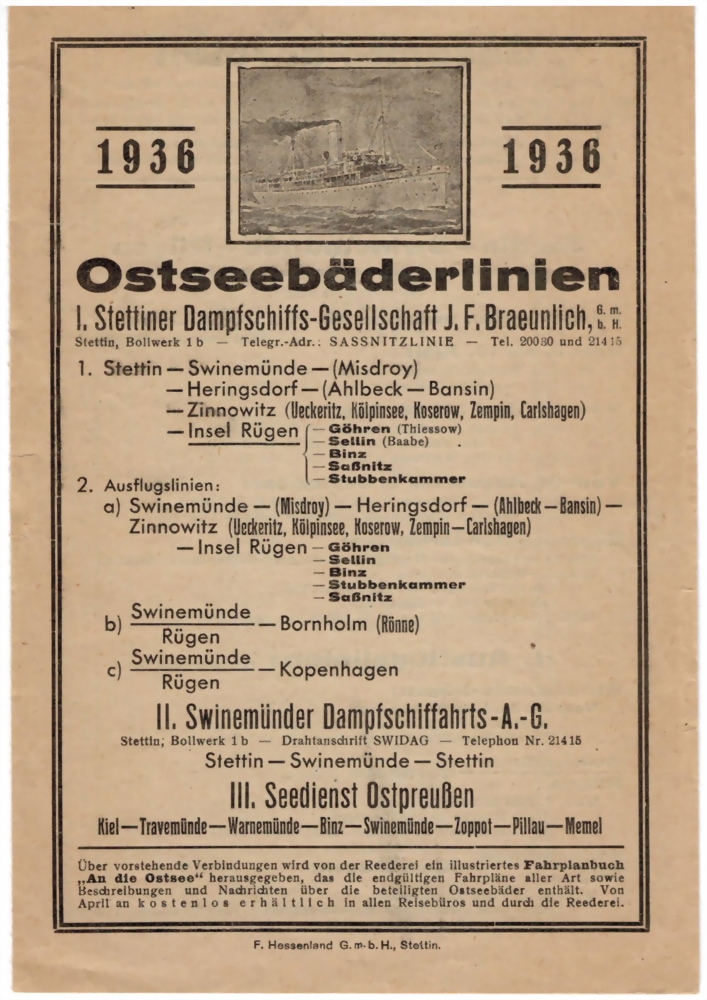 1936
1936
Ostseebäderlinien
I. Stettiner Dampfschiffs-Gesellschaft J. F. Braeunlich, G. m. b. H.
Stettin, Bollwerk 1 b — Telegr.-Adr.: SASSNITZLINIE — Tel. 20030 und 21415
1. Stettin — Swinemünde — (Misdroy)
— Heringsdorf — (Ahlbeck — Bansin)
— Zinnowitz (Ueckeritz, Kölpinsee, Koserow, Zempin, Carlshagen)
— Insel Rügen — Göhren (Thiessow)
— Sellin (Baabe)
— Binz
— Saßnitz
— Stubbenkammer
2. Ausflugslinien:
a) Swinemünde — (Misdroy) — Heringsdorf — (Ahlbeck — Bansin) —
Zinnowitz (Ueckeritz, Kölpinsee, Koserow, Zempin—Carlshagen)
— Insel Rügen — Göhren
— Sellin
— Binz
— Stubbenkammer
— Saßnitz
b) Swinemünde
Rügen
— Bornholm (Rönne)
c) Swinemünde
Rügen
— Kopenhagen
II. Swinemünder Dampfschiffahrts-A.-G.
Stettin, Bollwerk 1 b — Drahtanschrift SWIDAG — Telephon Nr. 21415
Stettin — Swinemünde — Stettin
III. Seedienst Ostpreußen
Kiel—Travemünde—Warnemünde—Binz—Swinemünde—Zoppot—Pillau—Memel
Über vorstehende Verbindungen wird von der Reederei ein illustriertes Fahrplanbuch
„An die Ostsee“ herausgegeben, das die endgültigen Fahrpläne aller Art sowie
Beschreibungen und Nachrichten über die beteiligten Ostseebäder enthält. Von
April an kostenlos erhältlich in allen Reisebüros und durch die Reederei.
F. Hessenland G. m. b. H., Stettin.